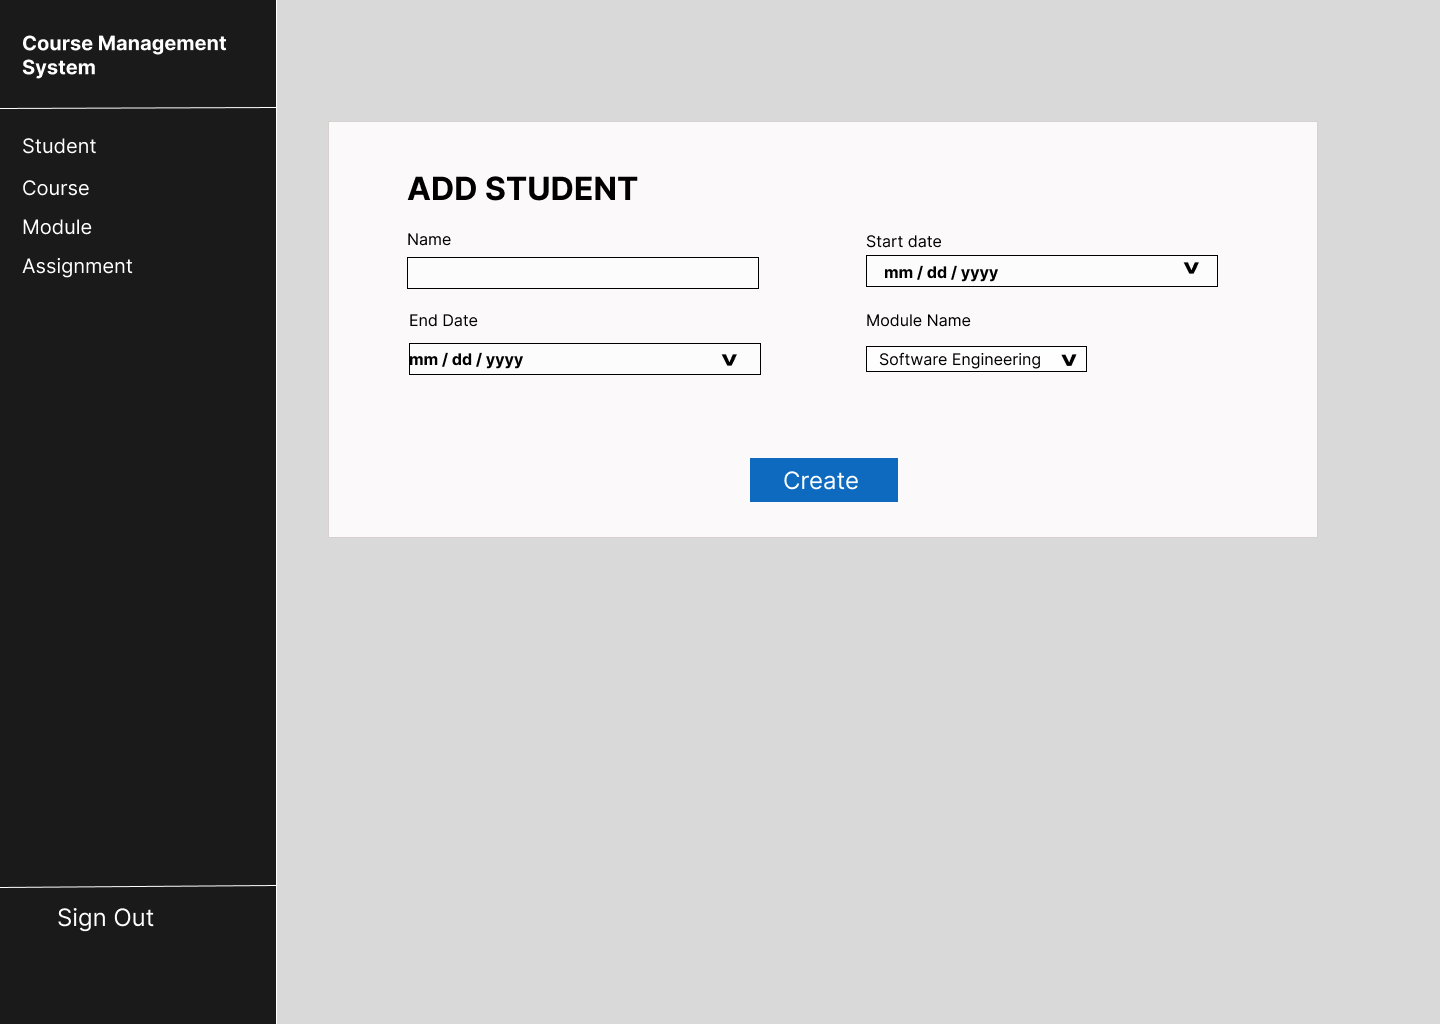 Course Management
System
Student
Course
Module
Assignment
Sign Out
ADD STUDENT
Name
Start date
mm / dd / yyyy
End Date
mm / dd / yyyy
Module Name
Software Engineering
Create